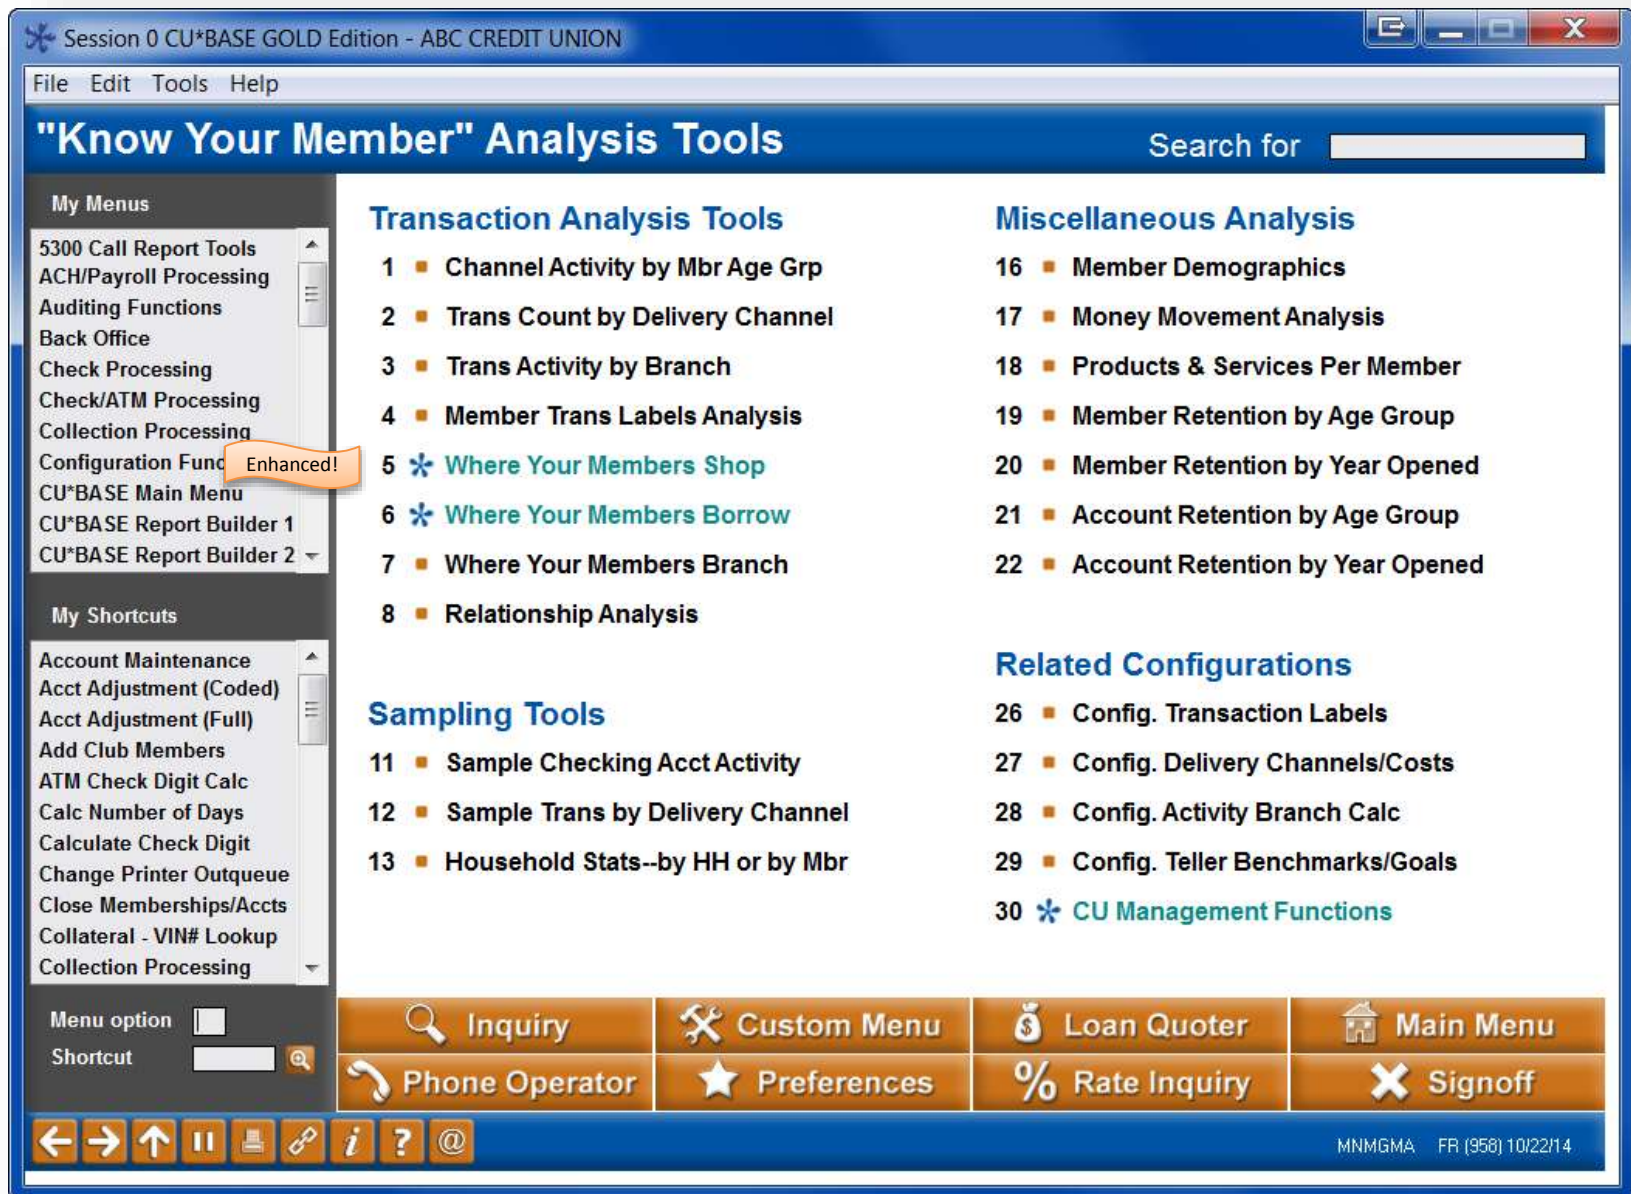 Session 0 CU*BASE GOLD Edition - ABC CREDIT UNION
File Edit Tools Help
"Know Your Member" Analysis Tools
Search for
My Menus
5300 Call Report Tools
ACH/Payroll Processing
Auditing Functions
Back Office
Check Processing
Check/ATM Processing
Collection Processing
Configuration Func
CU*BASE Main Menu
CU*BASE Report Builder 1
CU*BASE Report Builder 2
Enhanced!
My Shortcuts
Account Maintenance
Acct Adjustment (Coded)
Acct Adjustment (Full)
Add Club Members
ATM Check Digit Calc
Calc Number of Days
Calculate Check Digit
Change Printer Outqueue
Close Memberships/Accts
Collateral - VIN# Lookup
Collection Processing
Menu option
Shortcut
Transaction Analysis Tools
1 Channel Activity by Mbr Age Grp
2 Trans Count by Delivery Channel
3 Trans Activity by Branch
4 Member Trans Labels Analysis
5 Where Your Members Shop
6 Where Your Members Borrow
7 Where Your Members Branch
8 Relationship Analysis
Sampling Tools
11 Sample Checking Acct Activity
12 Sample Trans by Delivery Channel
13 Household Stats--by HH or by Mbr
Miscellaneous Analysis
16 Member Demographics
17 Money Movement Analysis
18 Products & Services Per Member
19 Member Retention by Age Group
20 Member Retention by Year Opened
21 Account Retention by Age Group
22 Account Retention by Year Opened
Related Configurations
26 Config. Transaction Labels
27 Config. Delivery Channels/Costs
28 Config. Activity Branch Calc
29 Config. Teller Benchmarks/Goals
30 CU Management Functions
Inquiry
Custom Menu
Loan Quoter
Main Menu
Phone Operator
Preferences
% Rate Inquiry
Signoff
MNMGMA FR (958) 10/22/14